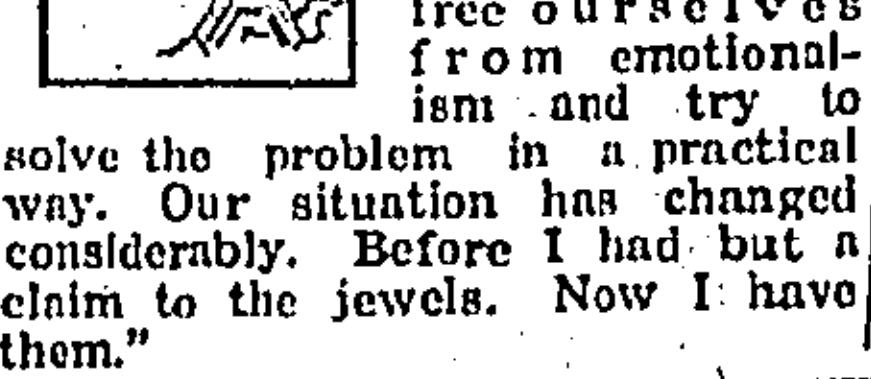 free ourselves
from emotional-
ism and try to
solve the problem in a practical
way. Our situation has changed
considerably. Before I had but a
claim to the jewels. Now I have
them."